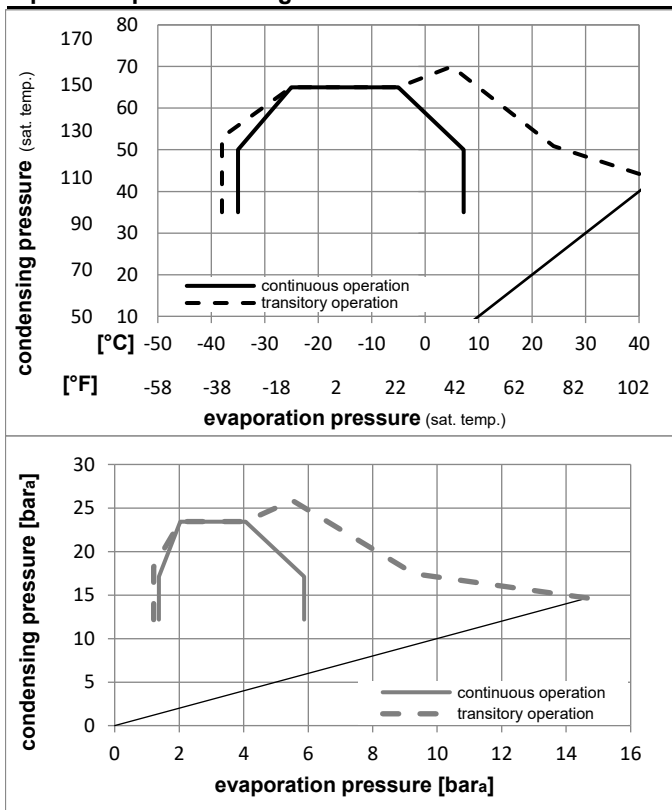 condensing pressure (sat. temp.)
170
150
130
110
90
70
50
80
70
60
50
40
30
20
10
continuous operation
transitory operation
[°C] -50 -40 -30 -20 -10 0 10 20 30 40
[°F] -58 -38 -18 2 22 42 62 82 102
evaporation pressure (sat. temp.)
condensing pressure [bara]
30
25
20
15
10
5
0
continuous operation
transitory operation
0 2 4 6 8 10 12 14 16
evaporation pressure [bara]